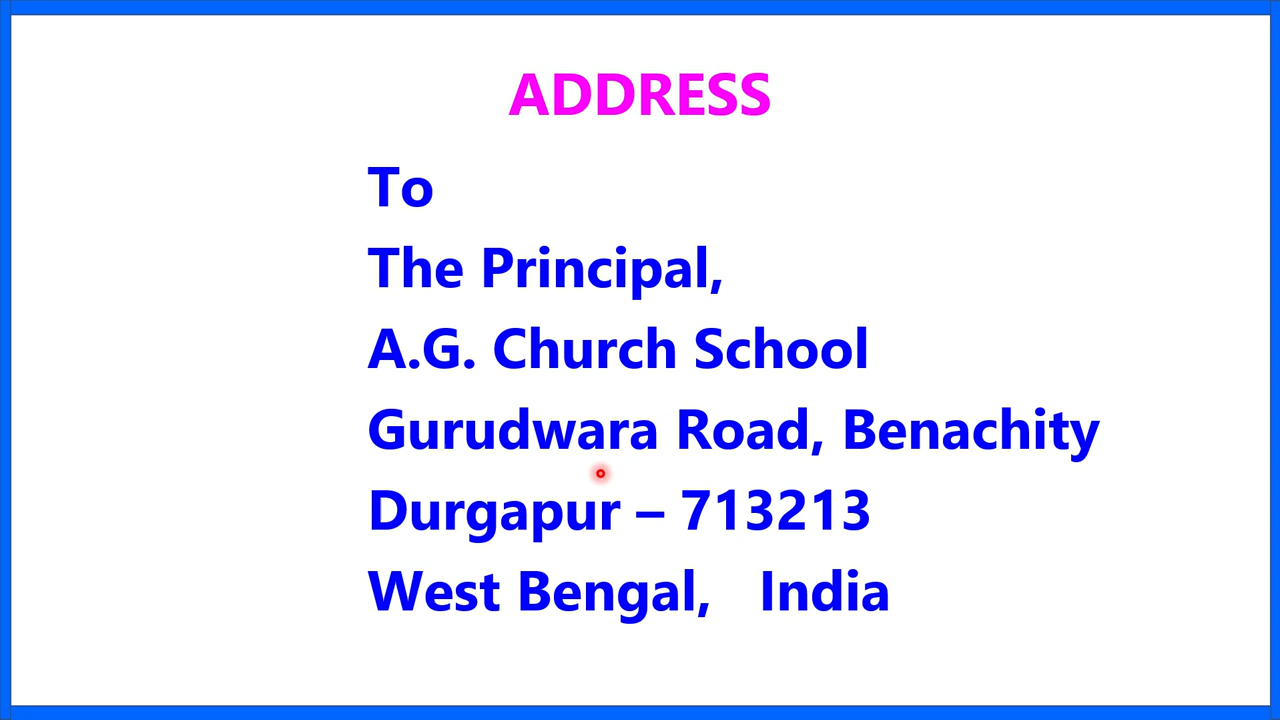 ADDRESS
To
The Principal,
A.G. Church School
Gurudwara Road, Benachity
Durgapur – 713213
West Bengal,   India